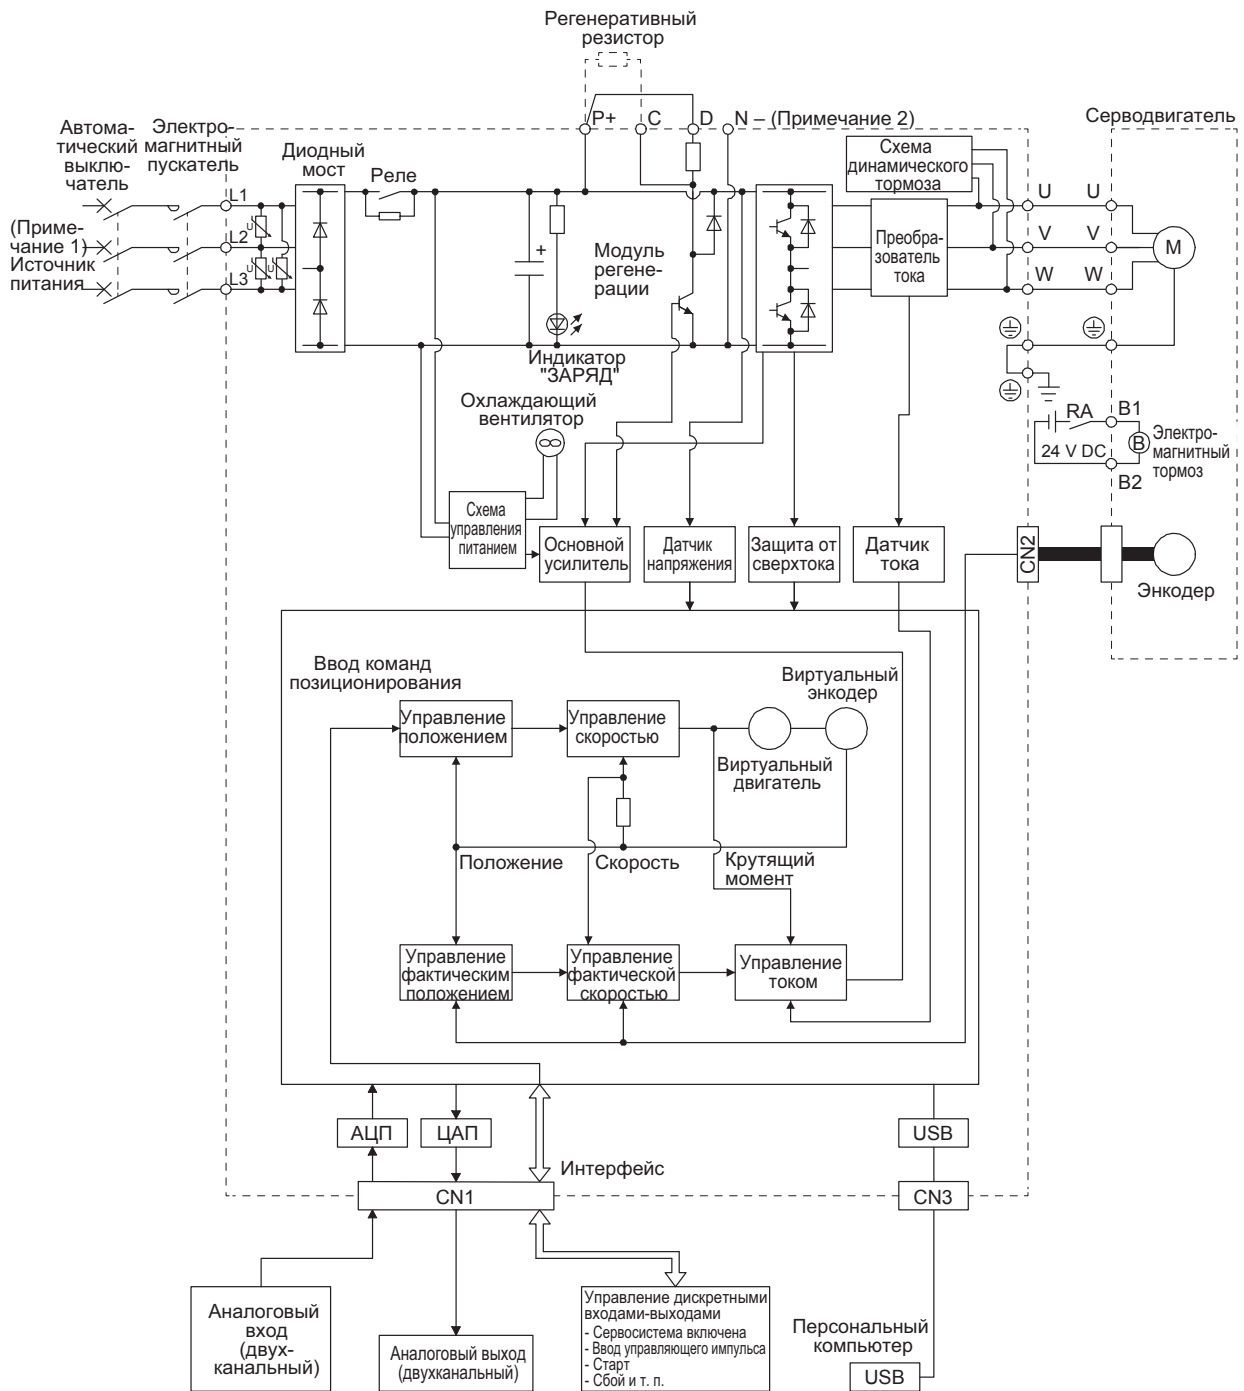 Регенеративный
резистор
P+
C
D
N – (Примечание 2)
Серводвигатель
Автома-
тический
выклю-
чатель
Электро-
магнитный
пускатель
Диодный
мост
Реле
Схема
динамического
тормоза
L1
U
U
(Приме-
чание 1)
Источник
питания
L2
U
Модуль
регене-
рации
Преобра-
зователь
тока
V
V
M
L3
U
U
W
W
+
Индикатор
"ЗАРЯД"
Охлаждающий
вентилятор
RA
B1
24 V DC
B
Электро-
магнитный
тормоз
B2
Схема
управления
питанием
Основной
усилитель
Датчик
напряжения
Защита от
сверхтока
Датчик
тока
CN2
Энкодер
Ввод команд
позиционирования
Виртуальный
энкодер
Управление
положением
Управление
скоростью
Виртуальный
двигатель
Положение
Скорость
Крутящий
момент
Управление
фактическим
положением
Управление
фактической
скоростью
Управление
током
АЦП
ЦАП
USB
Интерфейс
CN1
CN3
Аналоговый
вход
(двух-
канальный)
Аналоговый выход
(двухканальный)
Управление дискретными
входами-выходами
- Сервосистема включена
- Ввод управляющего импульса
- Старт
- Сбой и т. п.
Персональный
компьютер
USB